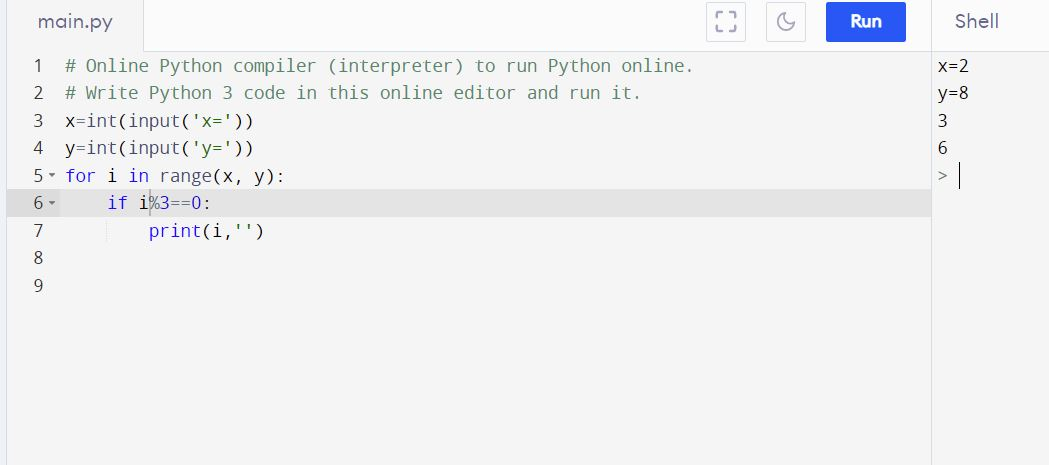 main.py
Run
Shell
1 # Online Python compiler (interpreter) to run Python online.
2 # Write Python 3 code in this online editor and run it.
3 x=int(input('x='))
4 y=int(input('y='))
5 for i in range(x, y):
6     if i%3==0:
7         print(i,'')
8
9
x=2
y=8
3
6
>